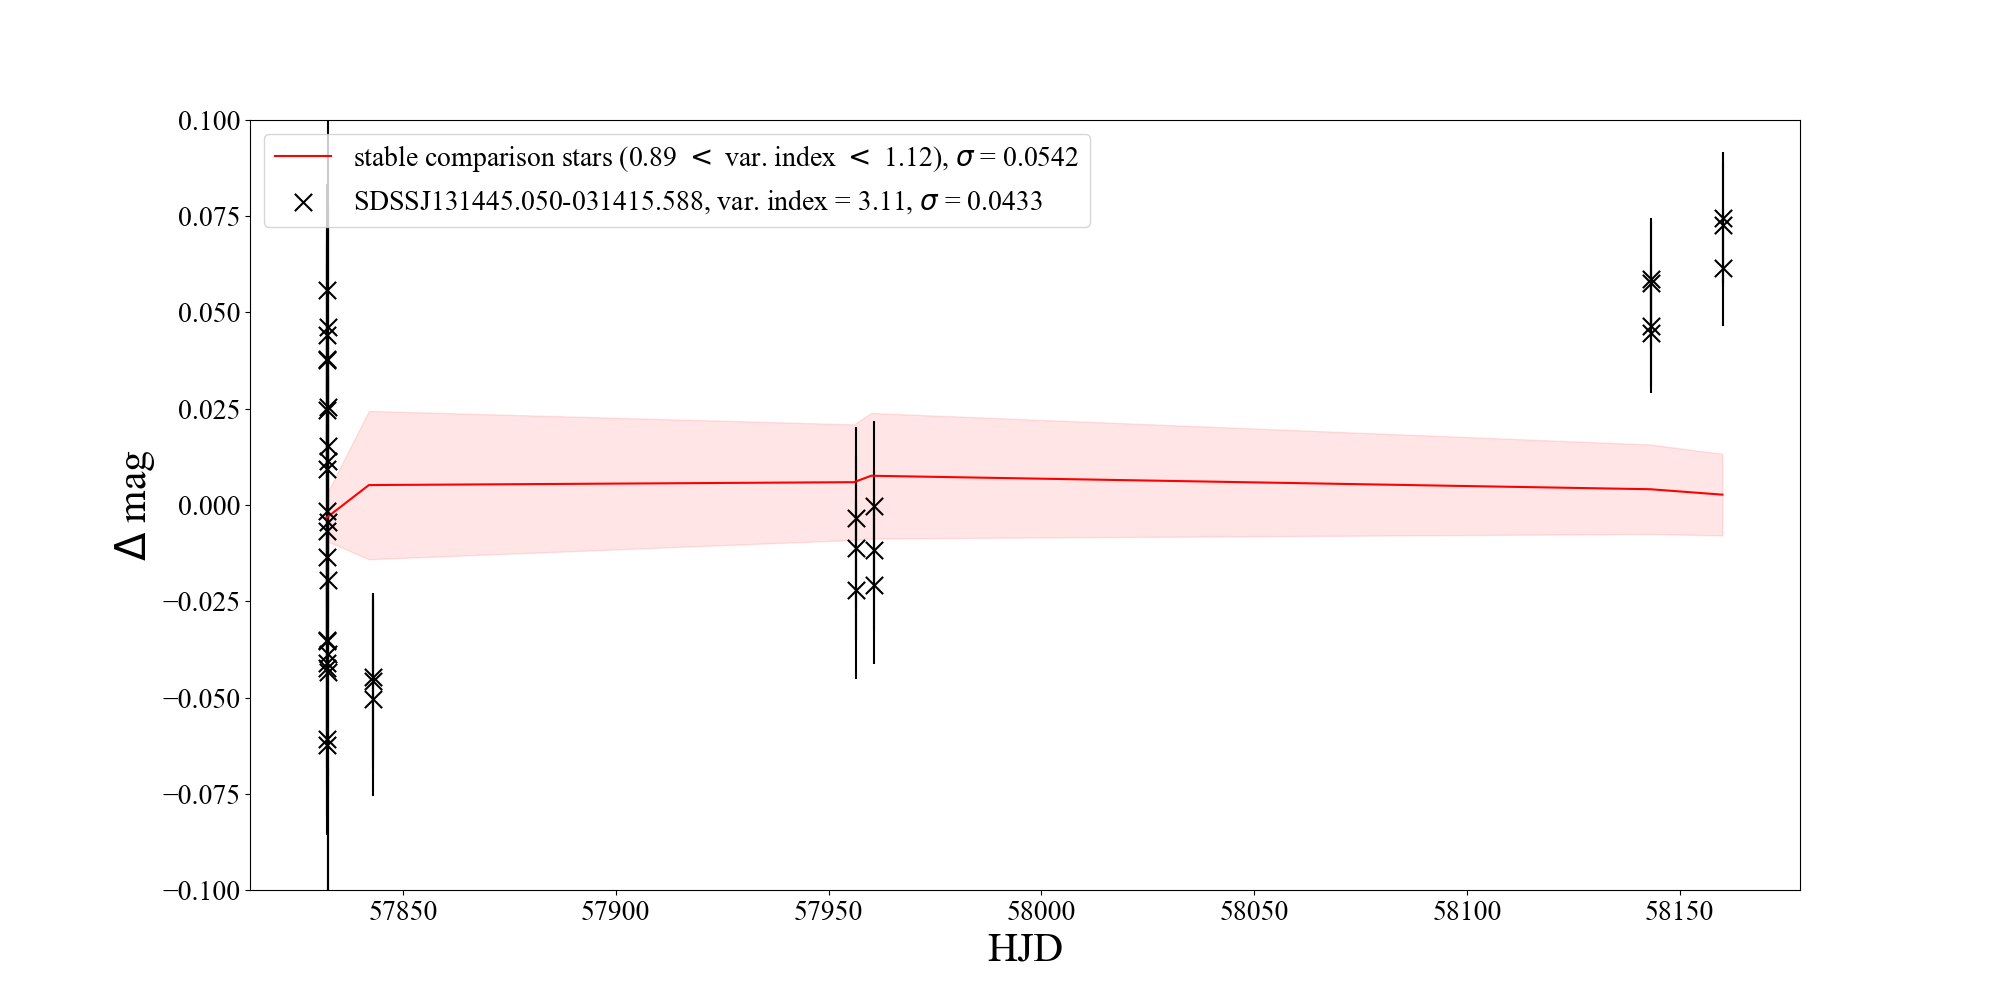 stable comparison stars (0.89 < var. index < 1.12), σ = 0.0542
SDSSJ131445.050-031415.588, var. index = 3.11, σ = 0.0433
0.100
0.075
0.050
0.025
0.000
−0.025
−0.050
−0.075
−0.100
Δ mag
57850 57900 57950 58000 58050 58100 58150
HJD